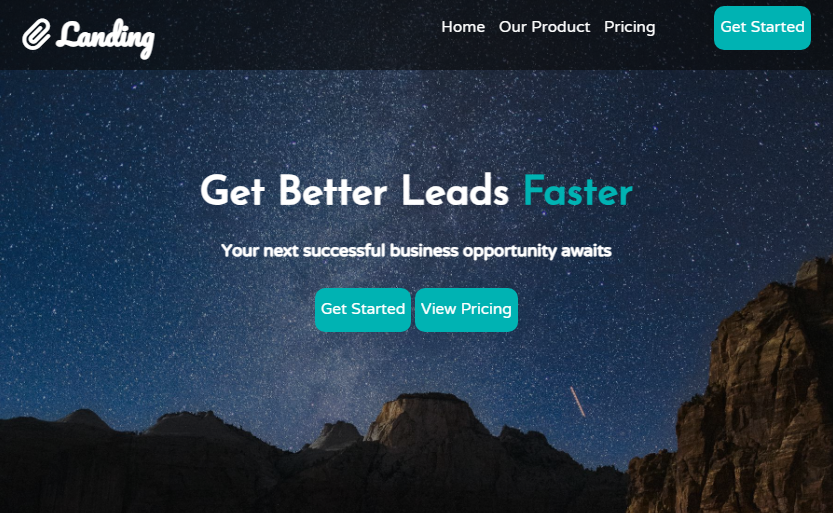 Landing
Home Our Product Pricing Get Started
Get Better Leads Faster
Your next successful business opportunity awaits
Get Started View Pricing